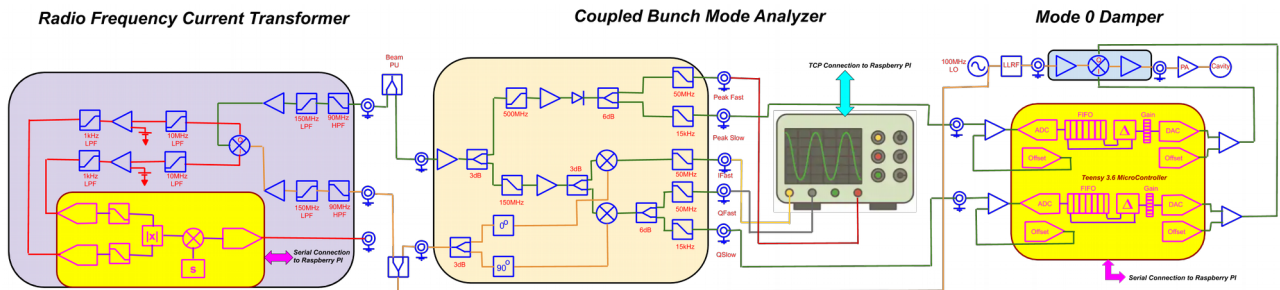 Radio Frequency Current Transformer
Coupled Bunch Mode Analyzer
Mode 0 Damper
Beam
PU
1kHz
LPF
10MHz
LPF
150MHz
LPF
90MHz
HPF
1kHz
LPF
10MHz
LPF
150MHz
LPF
90MHz
HPF
|x|
S
Serial Connection
to Raspberry PI
3dB
500MHz
6dB
50MHz
15kHz
Peak Fast
Peak Slow
150MHz
3dB
50MHz
IFast
50MHz
QFast
6dB
15kHz
QSlow
3dB
0°
90°
TCP Connection to Raspberry PI
100MHz
LO
LLRF
PA
Cavity
ADC
FIFO
Δ
Gain
DAC
Offset
Offset
Teensy 3.6 MicroController
ADC
FIFO
Δ
Gain
DAC
Offset
Offset
Serial Connection to Raspberry PI